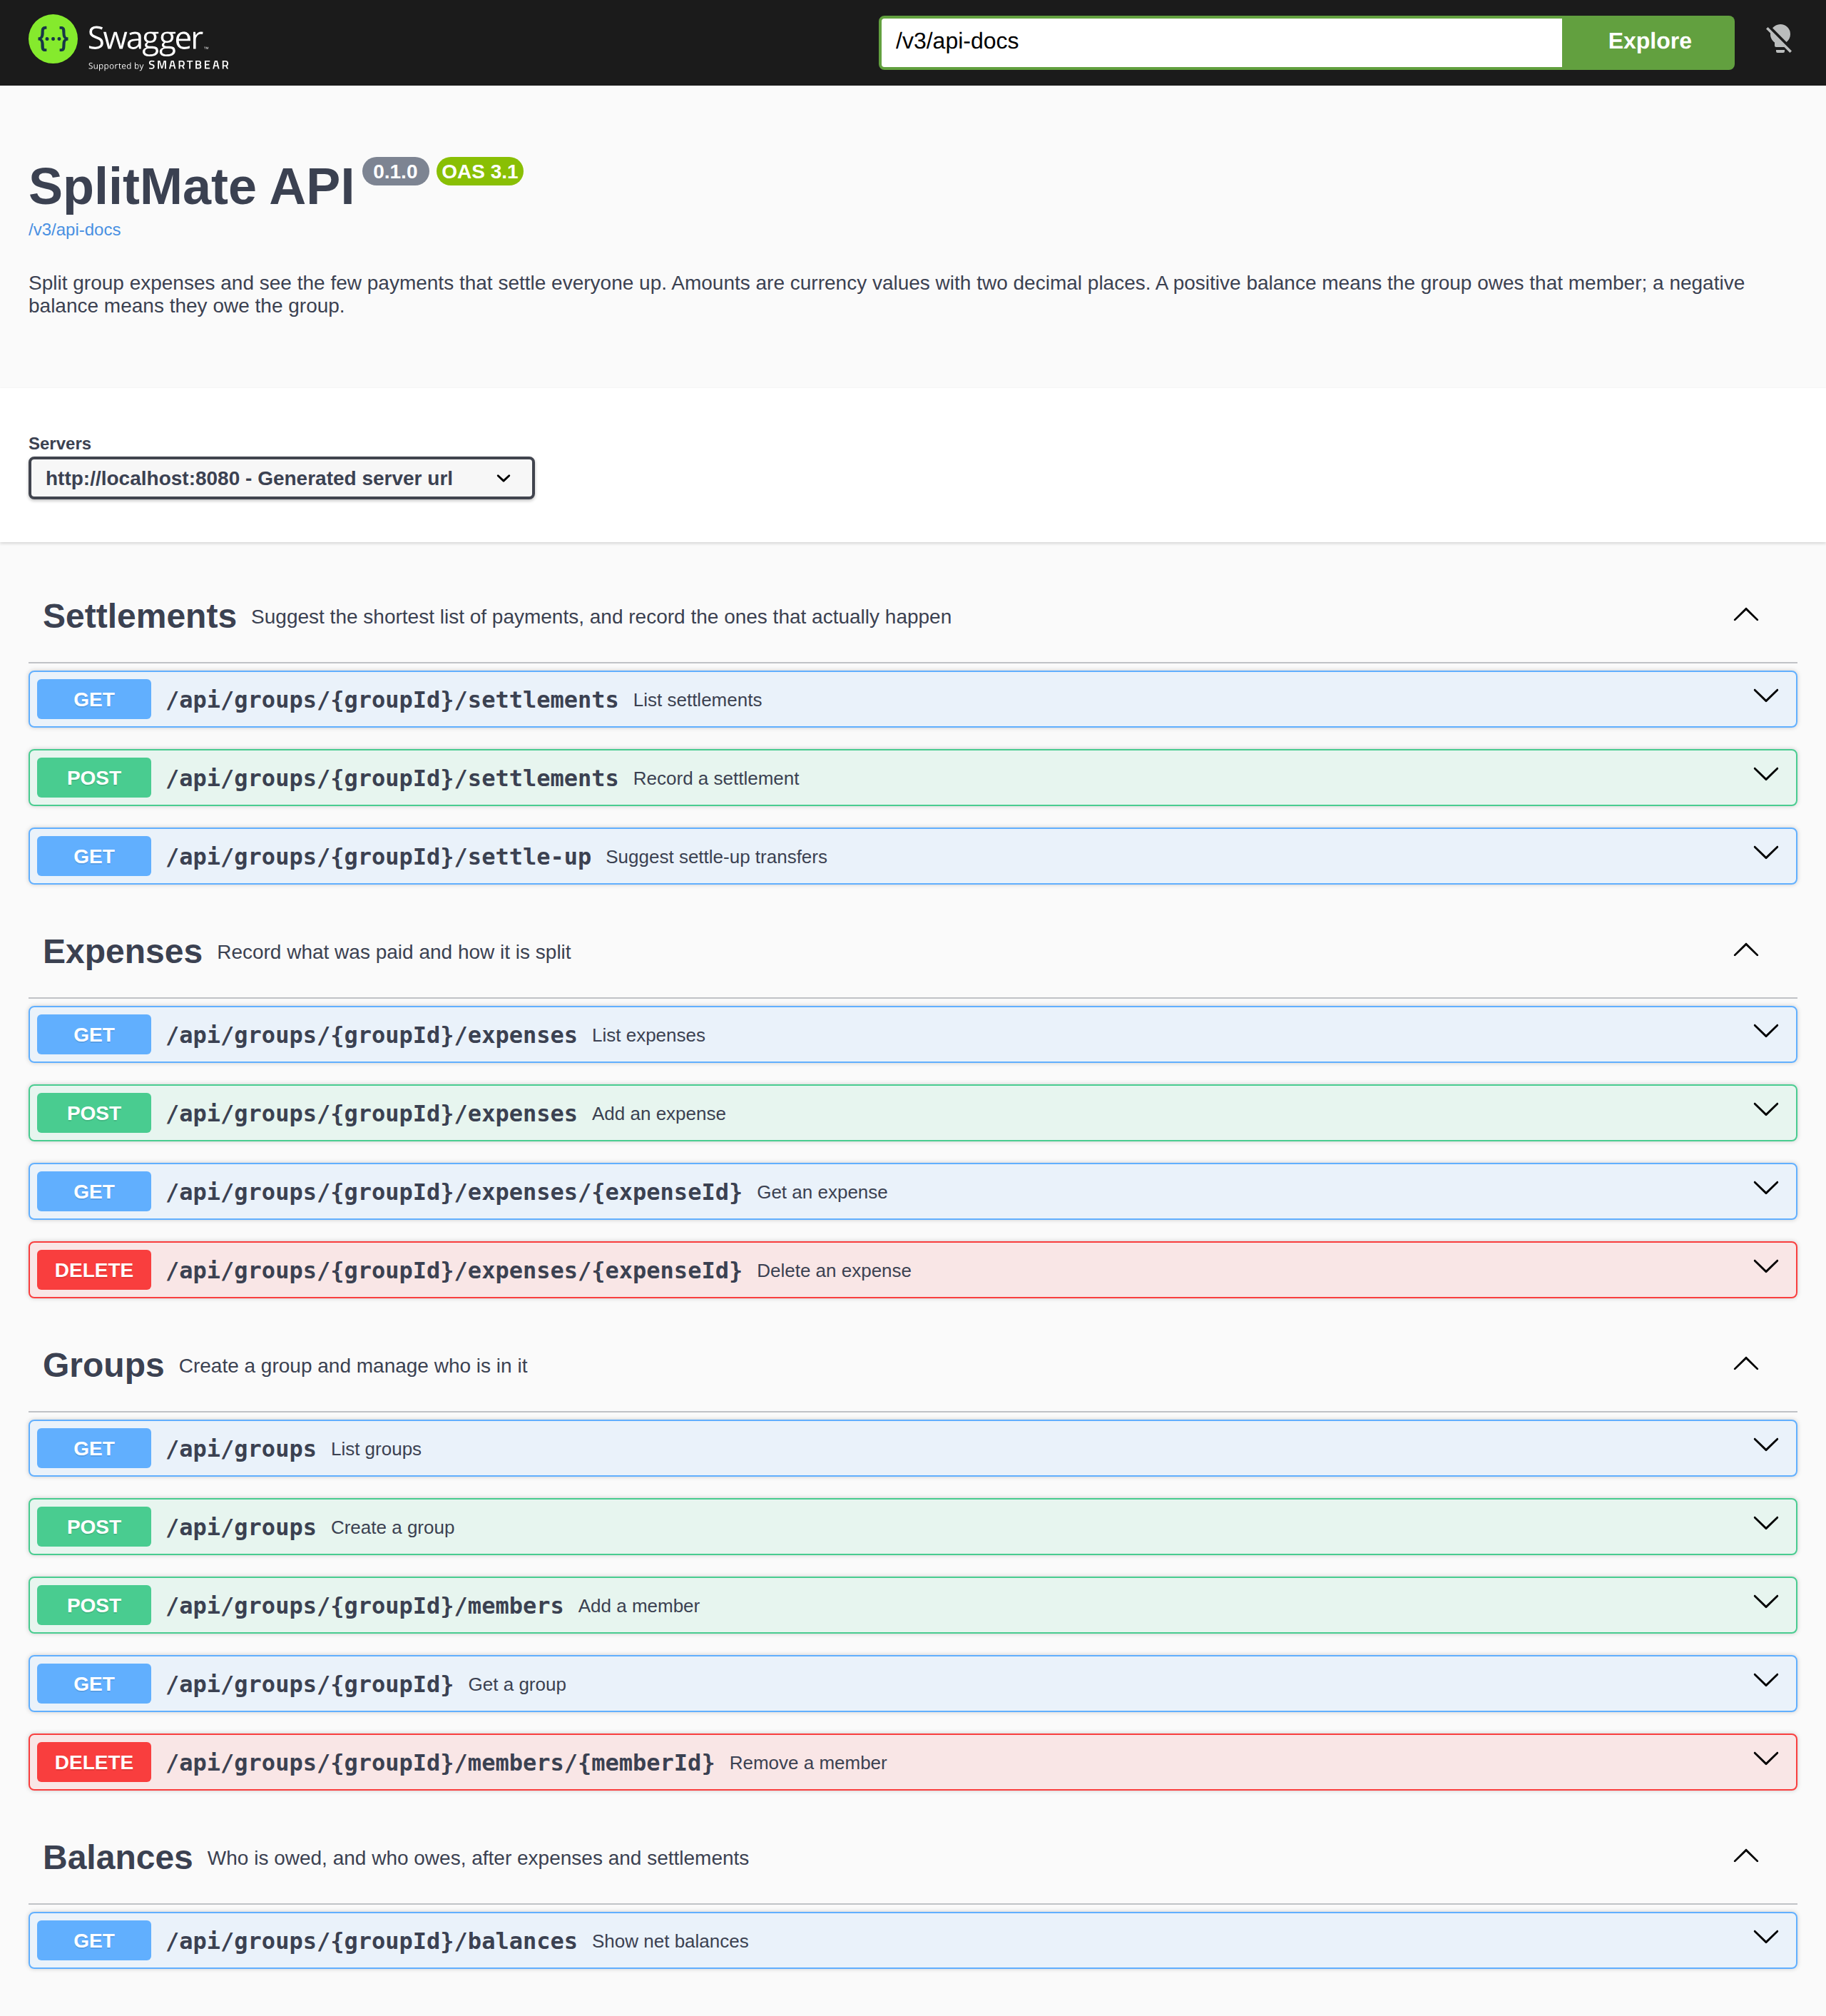 Swagger
Supported by SMARTBEAR
/v3/api-docs
Explore
SplitMate API 0.1.0 OAS 3.1
/v3/api-docs
Split group expenses and see the few payments that settle everyone up. Amounts are currency values with two decimal places. A positive balance means the group owes that member; a negative
balance means they owe the group.
Servers
http://localhost:8080 - Generated server url
Settlements Suggest the shortest list of payments, and record the ones that actually happen
GET /api/groups/{groupId}/settlements List settlements
POST /api/groups/{groupId}/settlements Record a settlement
GET /api/groups/{groupId}/settle-up Suggest settle-up transfers
Expenses Record what was paid and how it is split
GET /api/groups/{groupId}/expenses List expenses
POST /api/groups/{groupId}/expenses Add an expense
GET /api/groups/{groupId}/expenses/{expenseId} Get an expense
DELETE /api/groups/{groupId}/expenses/{expenseId} Delete an expense
Groups Create a group and manage who is in it
GET /api/groups List groups
POST /api/groups Create a group
POST /api/groups/{groupId}/members Add a member
GET /api/groups/{groupId} Get a group
DELETE /api/groups/{groupId}/members/{memberId} Remove a member
Balances Who is owed, and who owes, after expenses and settlements
GET /api/groups/{groupId}/balances Show net balances